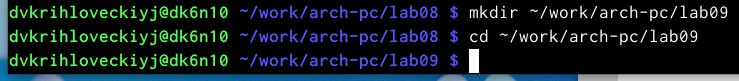 dvkrihloveckiyj@dk6n10 ~/work/arch-pc/lab08 $ mkdir ~/work/arch-pc/lab09
dvkrihloveckiyj@dk6n10 ~/work/arch-pc/lab08 $ cd ~/work/arch-pc/lab09
dvkrihloveckiyj@dk6n10 ~/work/arch-pc/lab09 $